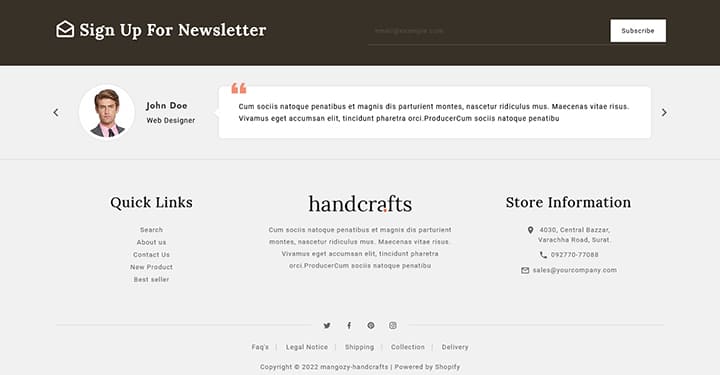 Sign Up For Newsletter
email@example.com
Subscribe
John Doe
Web Designer
Cum sociis natoque penatibus et magnis dis parturient montes, nascetur ridiculus mus. Maecenas vitae risus.
Vivamus eget accumsan elit, tincidunt pharetra orci.ProducerCum sociis natoque penatibu
Quick Links
Search
About us
Contact Us
New Product
Best seller
handcrafts
Cum sociis natoque penatibus et magnis dis parturient
montes, nascetur ridiculus mus. Maecenas vitae risus.
Vivamus eget accumsan elit, tincidunt pharetra
orci.ProducerCum sociis natoque penatibu
Store Information
4030, Central Bazzar,
Varachha Road, Surat.
092770-77088
sales@yourcompany.com
Faq's | Legal Notice | Shipping | Collection | Delivery
Copyright © 2022 mangozy-handcrafts | Powered by Shopify